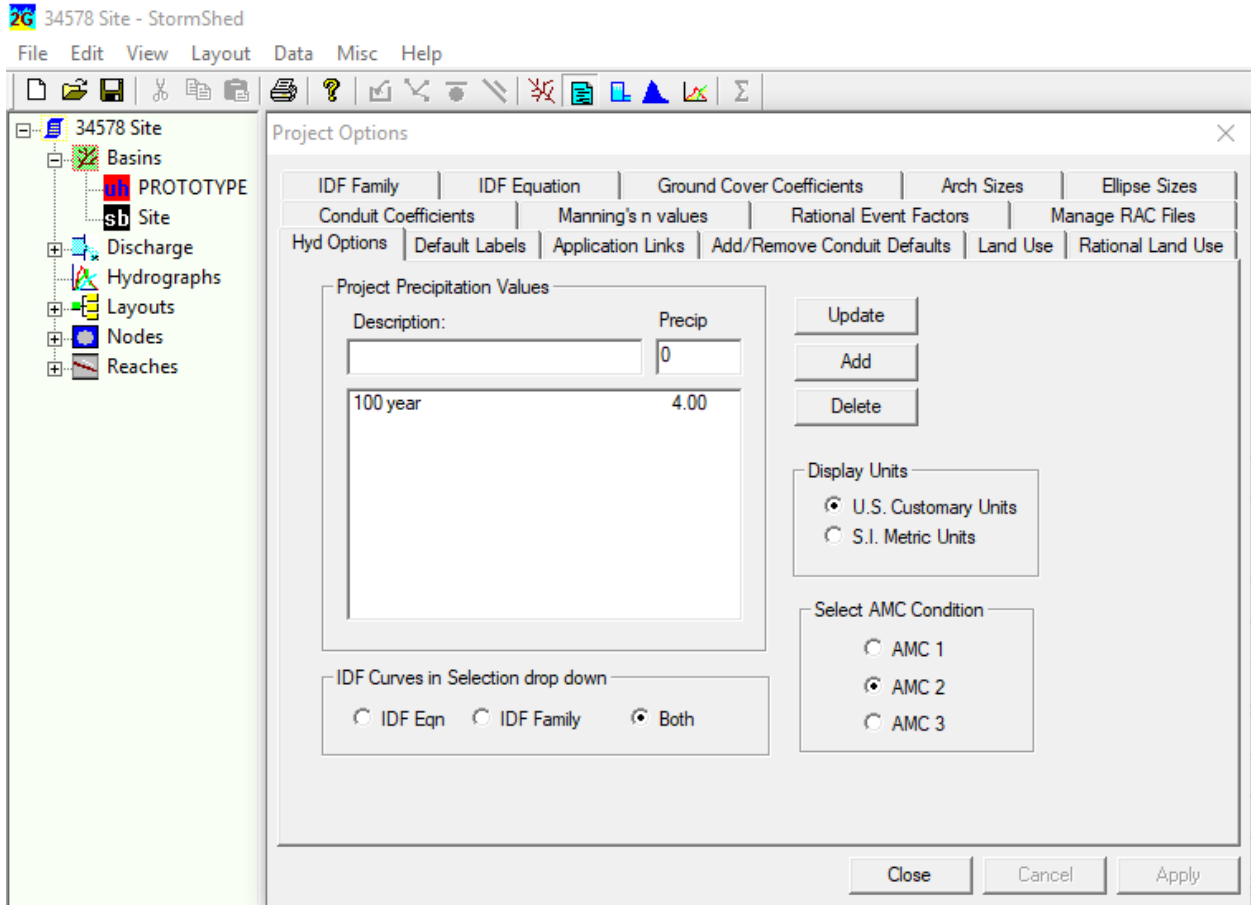 2G 34578 Site - StormShed
File Edit View Layout Data Misc Help
34578 Site
Basins
uh PROTOTYPE
sb Site
Discharge
Hydrographs
Layouts
Nodes
Reaches
Project Options
IDF Family IDF Equation Ground Cover Coefficients Arch Sizes Ellipse Sizes
Conduit Coefficients Manning's n values Rational Event Factors Manage RAC Files
Hyd Options Default Labels Application Links Add/Remove Conduit Defaults Land Use Rational Land Use
Project Precipitation Values
Description: Precip
0
100 year 4.00
Update
Add
Delete
Display Units
U.S. Customary Units
S.I. Metric Units
Select AMC Condition
AMC 1
AMC 2
AMC 3
IDF Curves in Selection drop down
IDF Eqn IDF Family Both
Close Cancel Apply